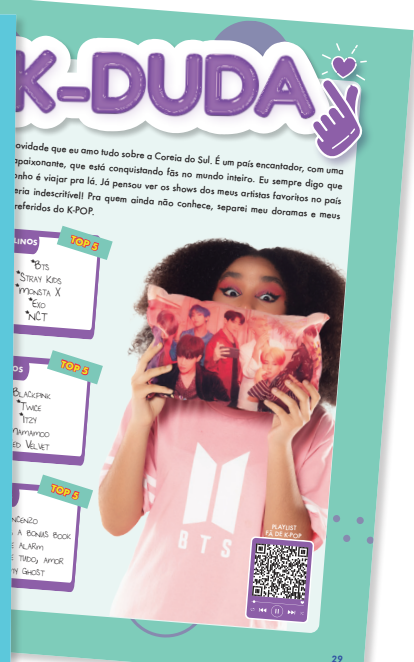 K-DUDA
ovidade que eu amo tudo sobre a Coreia do Sul. É um país encantador, com uma
apaixonante, que está conquistando fãs no mundo inteiro. Eu sempre digo que
onho é viajar pra lá. Já pensou ver os shows dos meus artistas favoritos no país
eria indescritível! Pra quem ainda não conhece, separei meu doramas e meus
referidos do K-POP.
LINOS
TOP 5
*BTS
*STRAY KIDS
*MONSTA X
*EXO
*NCT
OS
TOP 5
BLACKPINK
*TWICE
*ITZY
MAMAMOO
ED VELVET
TOP 5
NCENZO
A BONUS BOOK
E ALARM
E TUDO, AMOR
MY GHOST
BTS
PLAYLIST
FÃ DE K-POP
29